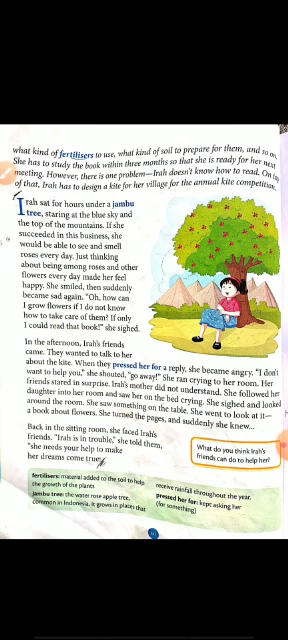 what kind of fertilisers to use, what kind of soil to prepare for them, and so on.
She has to study the book within three months so that she is ready for her next
meeting. However, there is one problem—Irah doesn't know how to read. On top
of that, Irah has to design a kite for her village for the annual kite competition.
Irah sat for hours under a jambu
tree, staring at the blue sky and
the top of the mountains. If she
succeeded in this business, she
would be able to see and smell
roses every day. Just thinking
about being among roses and other
flowers every day made her feel
happy. She smiled, then suddenly
became sad again. "Oh, how can
I grow flowers if I do not know
how to take care of them? If only
I could read that book!" she sighed.
In the afternoon, Irah's friends
came. They wanted to talk to her
about the kite. When they pressed her for a reply, she became angry. "I don't
want to help you," she shouted, "go away!" She ran crying to her room. Her
friends stared in surprise. Irah's mother did not understand. She followed her
daughter into her room and saw her on the bed crying. She sighed and looked
around the room. She saw something on the table. She went to look at it—
a book about flowers. She turned the pages, and suddenly she knew...
Back in the sitting room, she faced Irah's
friends. "Irah is in trouble," she told them,
"she needs your help to make
her dreams come true."
What do you think Irah's
friends can do to help her?
fertilisers: material added to the soil to help
the growth of the plants
jambu tree: the water rose apple tree,
common in Indonesia. It grows in places that
receive rainfall throughout the year.
pressed her for: kept asking her
(for something)